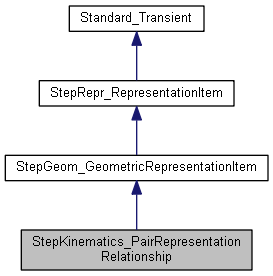 Standard_Transient
StepRepr_RepresentationItem
StepGeom_GeometricRepresentationItem
StepKinematics_PairRepresentation
Relationship